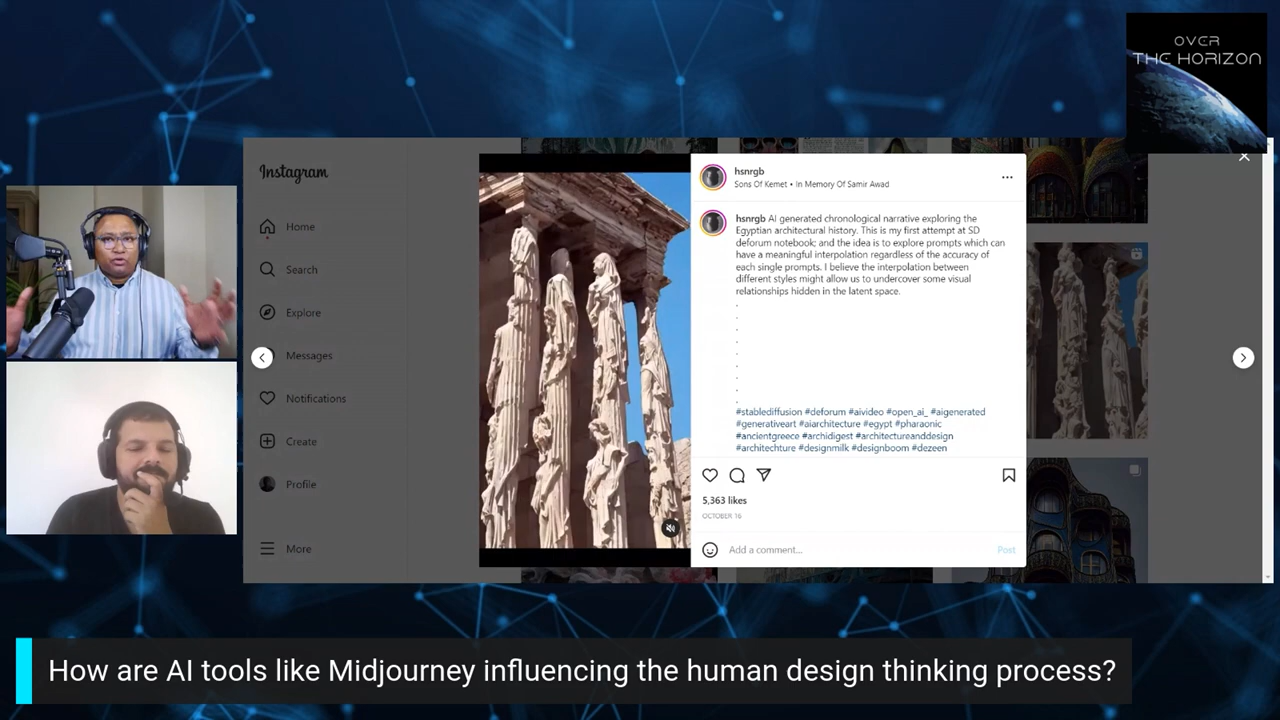 OVER
THE HORIZON
Instagram
Home
Search
Explore
Messages
Notifications
Create
Profile
More
hsnrgb
Sons Of Kemet • In Memory Of Samir Awad
hsnrgb AI generated chronological narrative exploring the
Egyptian architectural history. This is my first attempt at SD
deforum notebook; and the idea is to explore prompts which can
have a meaningful interpolation regardless of the accuracy of
each single prompts. I believe the interpolation between
different styles might allow us to undercover some visual
relationships hidden in the latent space.
.
.
.
.
.
.
.
.
.
#stablediffusion #deforum #aivideo #open_ai_ #aigenerated
#generativeart #aiarchitecture #egypt #pharaonic
#ancientgreece #archidigest #architectureanddesign
#architechture #designmilk #designboom #dezeen
5,363 likes
OCTOBER 16
Add a comment...
Post
How are AI tools like Midjourney influencing the human design thinking process?